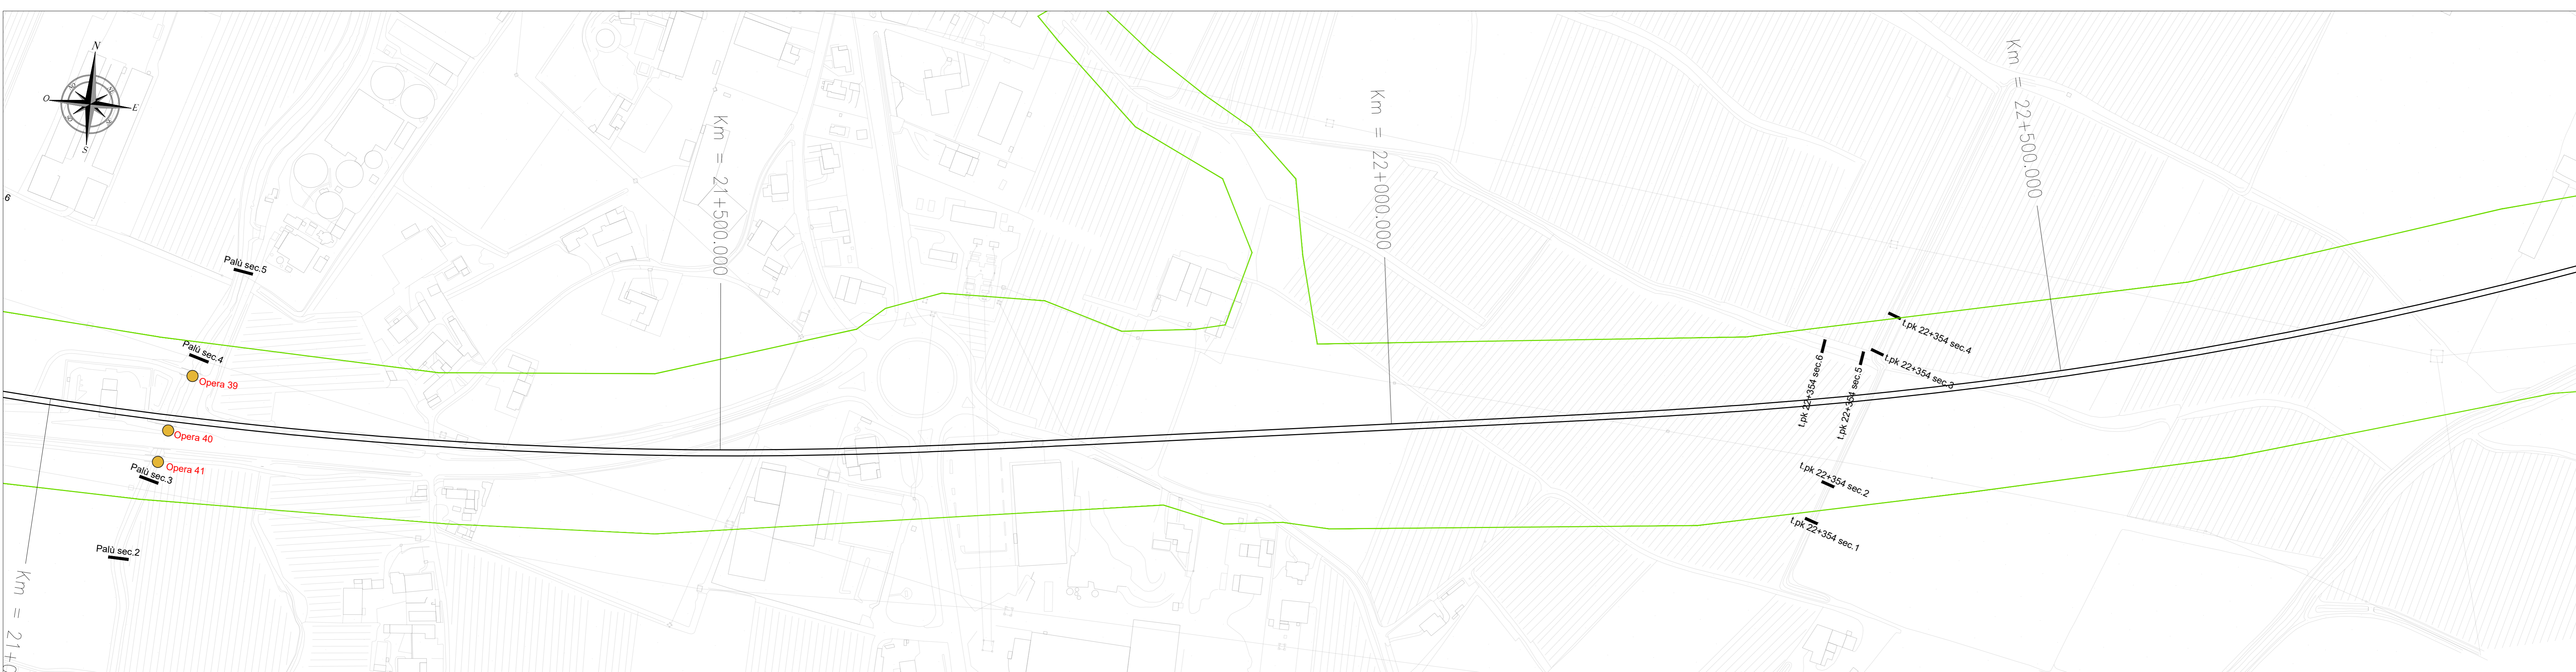 N
O
E
S
6
Km = 21+500.000
Km = 22+000.000
Km = 22+500.000
Palù sec.5
Palù sec.4
Opera 39
Opera 40
Opera 41
Palù sec.3
Palù sec.2
Km = 21+0
t.pk 22+354 sec.4
t.pk 22+354 sec.3
t.pk 22+354 sec.6
t.pk 22+354 sec.5
t.pk 22+354 sec.2
t.pk 22+354 sec.1